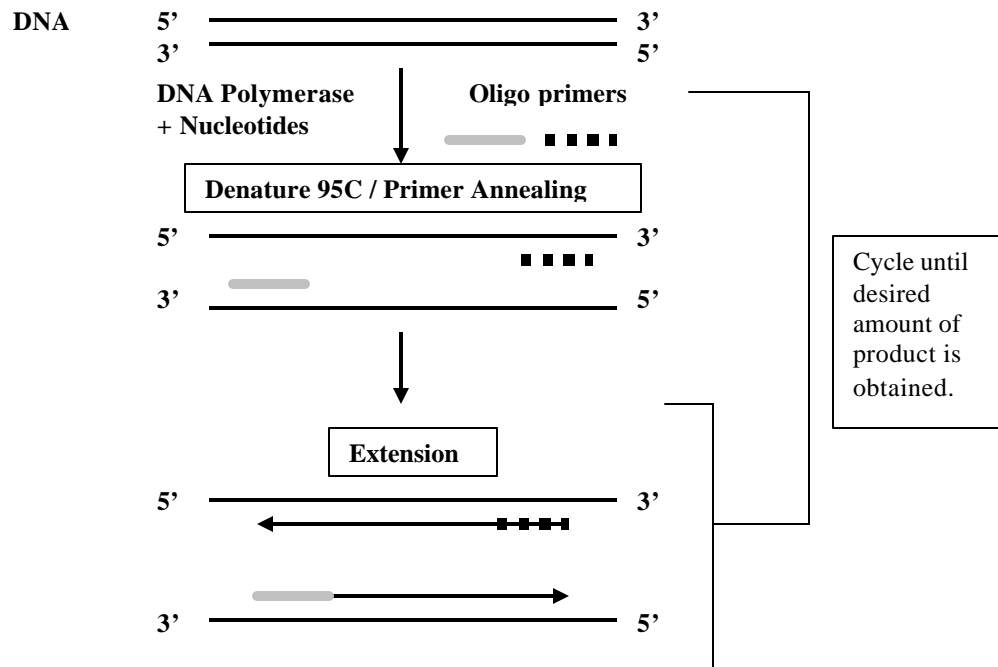 DNA 5’ 3’
3’ 5’
DNA Polymerase
+ Nucleotides
Oligo primers
Denature 95C / Primer Annealing
5’ 3’
3’ 5’
Cycle until
desired
amount of
product is
obtained.
Extension
5’ 3’
3’ 5’